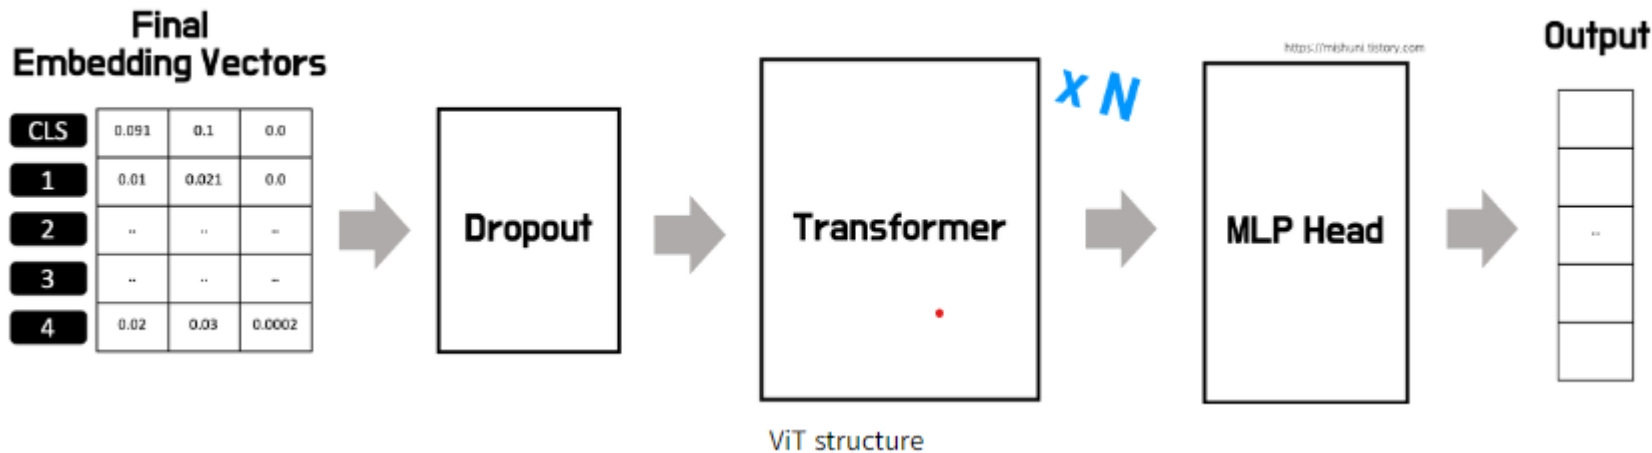 Final
Embedding Vectors
CLS 0.091 0.1 0.0
1 0.01 0.021 0.0
2 .. .. ..
3 .. .. ..
4 0.02 0.03 0.0002
Dropout
Transformer
x N
https://mishuni.tistory.com
MLP Head
Output
...
ViT structure